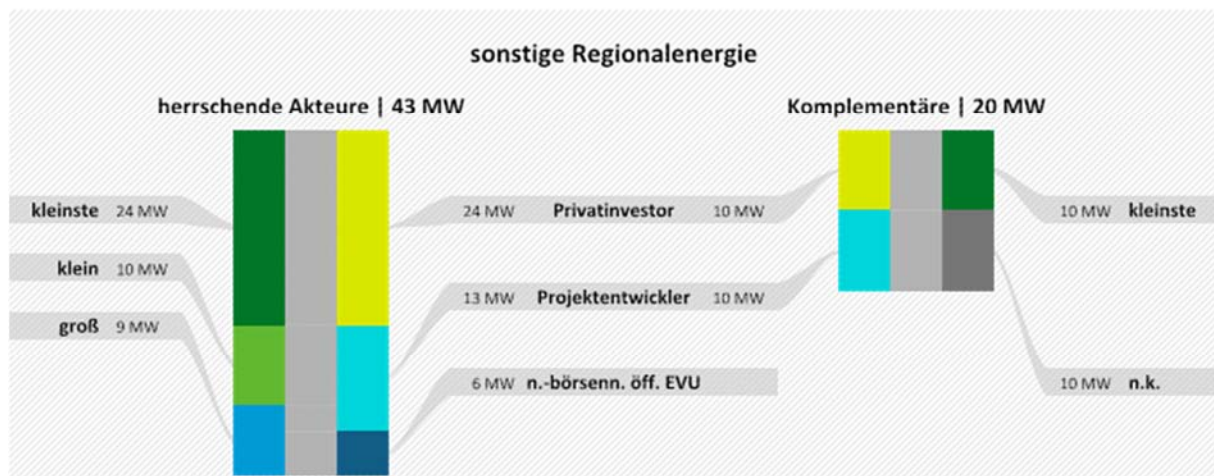 sonstige Regionalenergie
herrschende Akteure | 43 MW
Komplementäre | 20 MW
kleinste 24 MW
24 MW Privatinvestor 10 MW
10 MW kleinste
klein 10 MW
13 MW Projektentwickler 10 MW
groß 9 MW
6 MW n.-börsenn. öff. EVU
10 MW n.k.